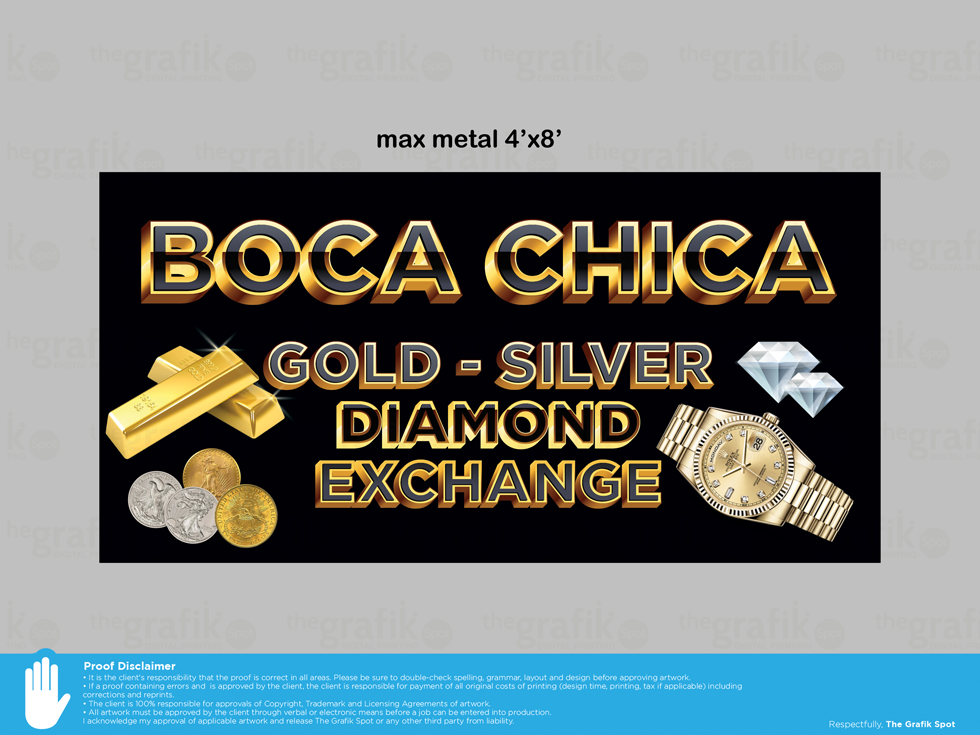 max metal 4’x8’
BOCA CHICA
GOLD - SILVER
DIAMOND
EXCHANGE
Proof Disclaimer
• It is the client's responsibility that the proof is correct in all areas. Please be sure to double-check spelling, grammar, layout and design before approving artwork.
• If a proof containing errors and is approved by the client, the client is responsible for payment of all original costs of printing (design time, printing, tax if applicable) including
corrections and reprints.
• The client is 100% responsible for approvals of Copyright, Trademark and Licensing Agreements of artwork.
• All artwork must be approved by the client through verbal or electronic means before a job can be entered into production.
I acknowledge my approval of applicable artwork and release The Grafik Spot or any other third party from liability.
Respectfully, The Grafik Spot